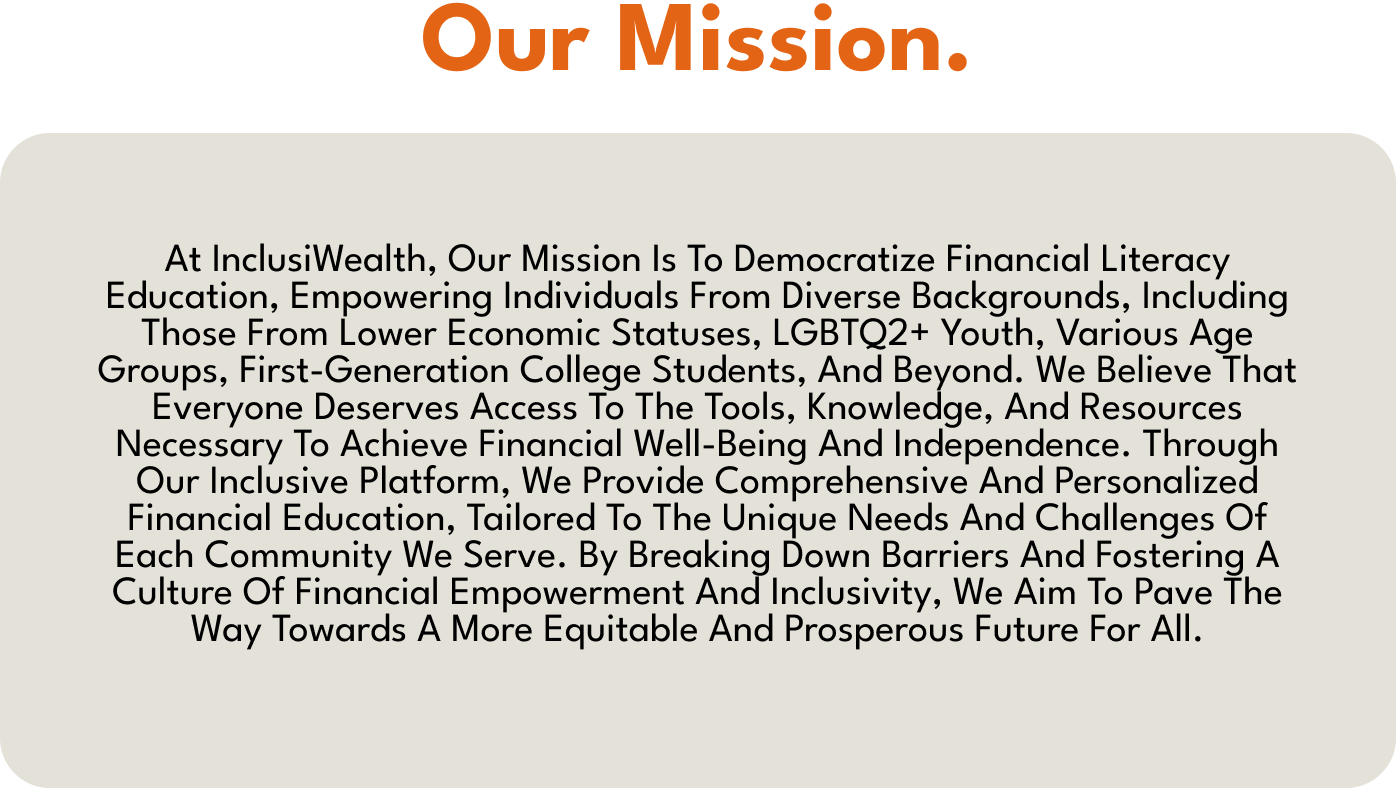 Our Mission.
At InclusiWealth, Our Mission Is To Democratize Financial Literacy
Education, Empowering Individuals From Diverse Backgrounds, Including
Those From Lower Economic Statuses, LGBTQ2+ Youth, Various Age
Groups, First-Generation College Students, And Beyond. We Believe That
Everyone Deserves Access To The Tools, Knowledge, And Resources
Necessary To Achieve Financial Well-Being And Independence. Through
Our Inclusive Platform, We Provide Comprehensive And Personalized
Financial Education, Tailored To The Unique Needs And Challenges Of
Each Community We Serve. By Breaking Down Barriers And Fostering A
Culture Of Financial Empowerment And Inclusivity, We Aim To Pave The
Way Towards A More Equitable And Prosperous Future For All.